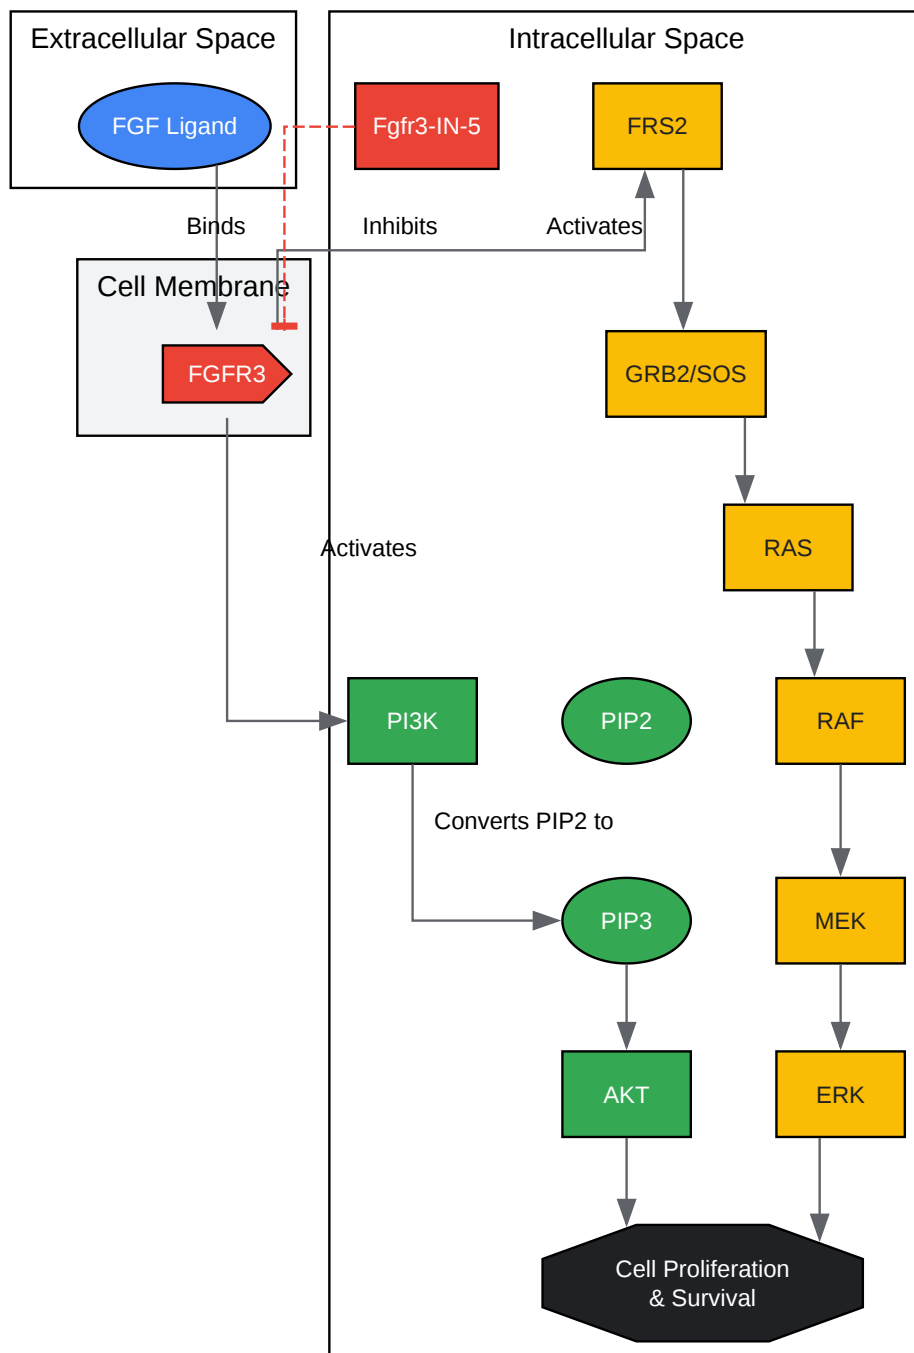 Extracellular Space
Intracellular Space
FGF Ligand
Fgfr3-IN-5
FRS2
Binds
Inhibits
Activates
Cell Membrane
FGFR3
GRB2/SOS
Activates
RAS
PI3K
PIP2
RAF
Converts PIP2 to
PIP3
MEK
AKT
ERK
Cell Proliferation
& Survival